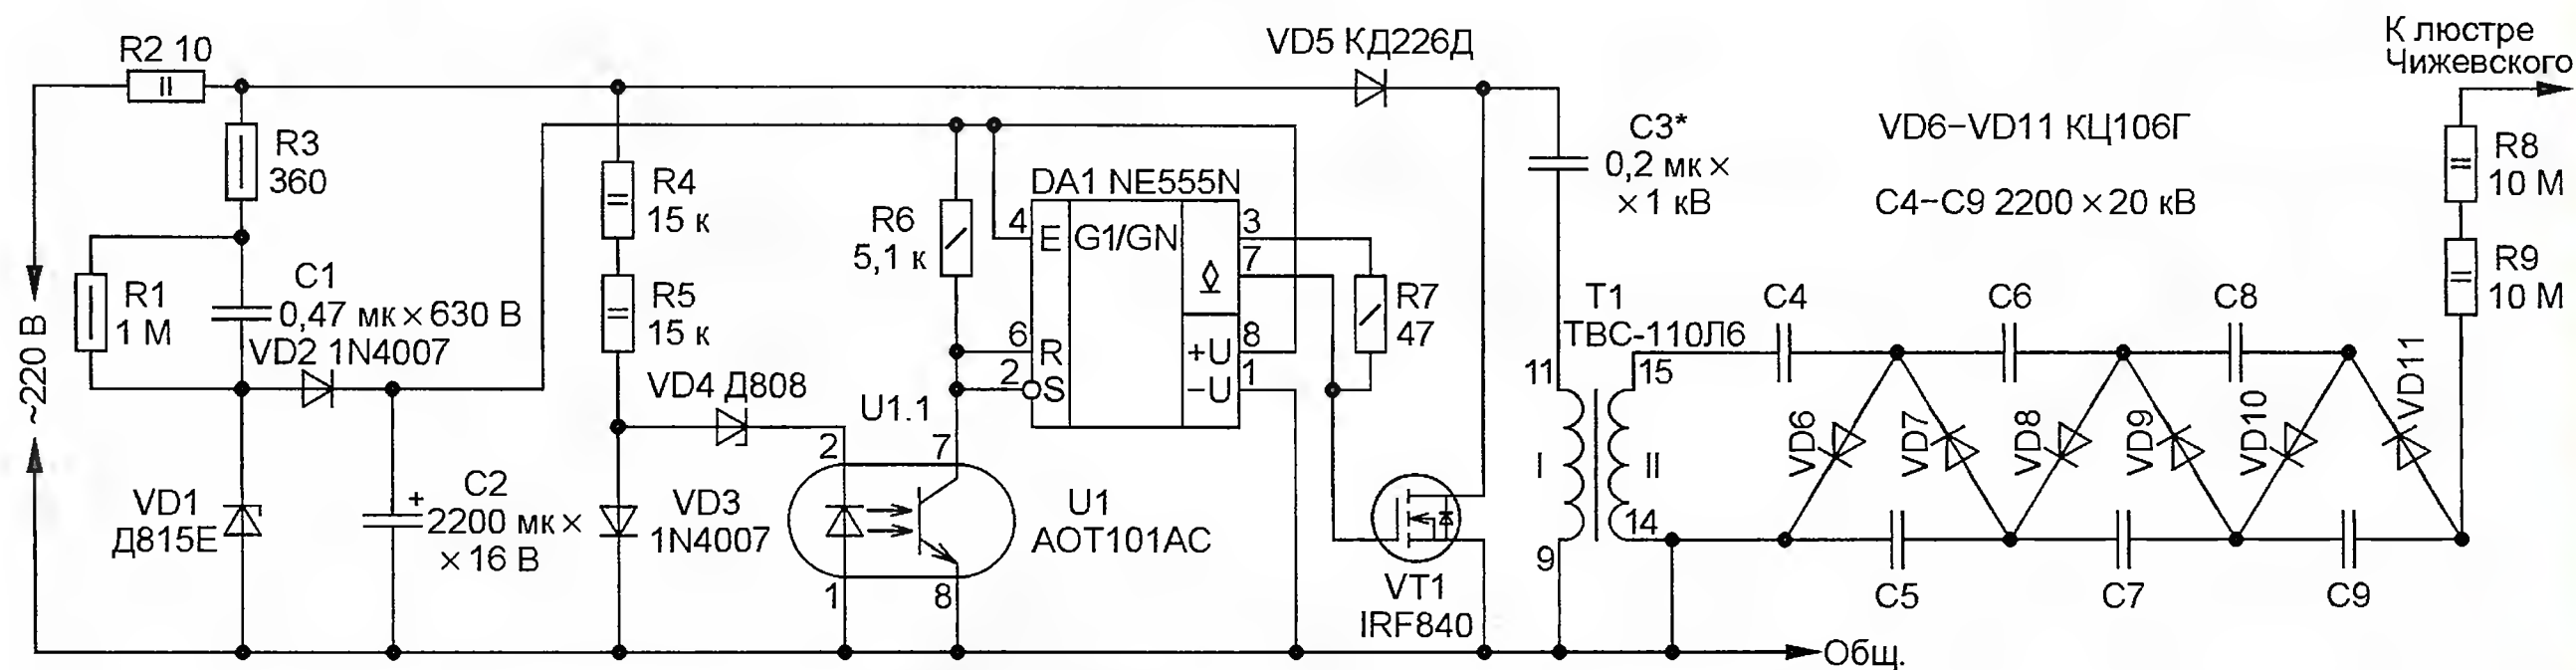 R2 10
VD5 КД226Д
К люстре
Чижевского
R3
360
C3*
0,2 мк ×
× 1 кВ
VD6−VD11 КЦ106Г
C4−C9 2200 × 20 кВ
R8
10 М
R4
15 к
R6
5,1 к
DA1 NE555N
4
E
G1/GN
3
7
6
R
2
S
8
+U
1
−U
R7
47
R1
1 М
C1
0,47 мк × 630 В
VD2 1N4007
R5
15 к
R9
10 М
~220 В
VD4 Д808
U1.1
2
7
T1
ТВС-110Л6
11
15
I
II
14
9
C4
C6
C8
VD6
VD7
VD8
VD9
VD10
VD11
C5
C7
C9
VD1
Д815Е
+
C2
2200 мк ×
× 16 В
VD3
1N4007
1
8
U1
АОТ101АС
VT1
IRF840
Общ.